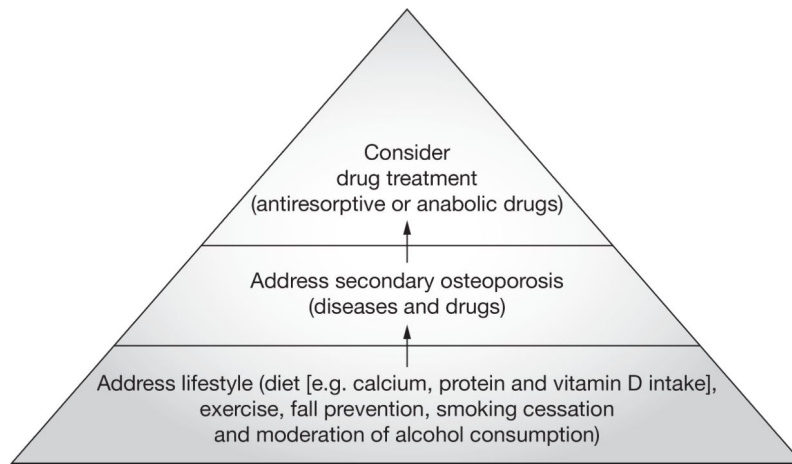 Consider
drug treatment
(antiresorptive or anabolic drugs)
Address secondary osteoporosis
(diseases and drugs)
Address lifestyle (diet [e.g. calcium, protein and vitamin D intake],
exercise, fall prevention, smoking cessation
and moderation of alcohol consumption)